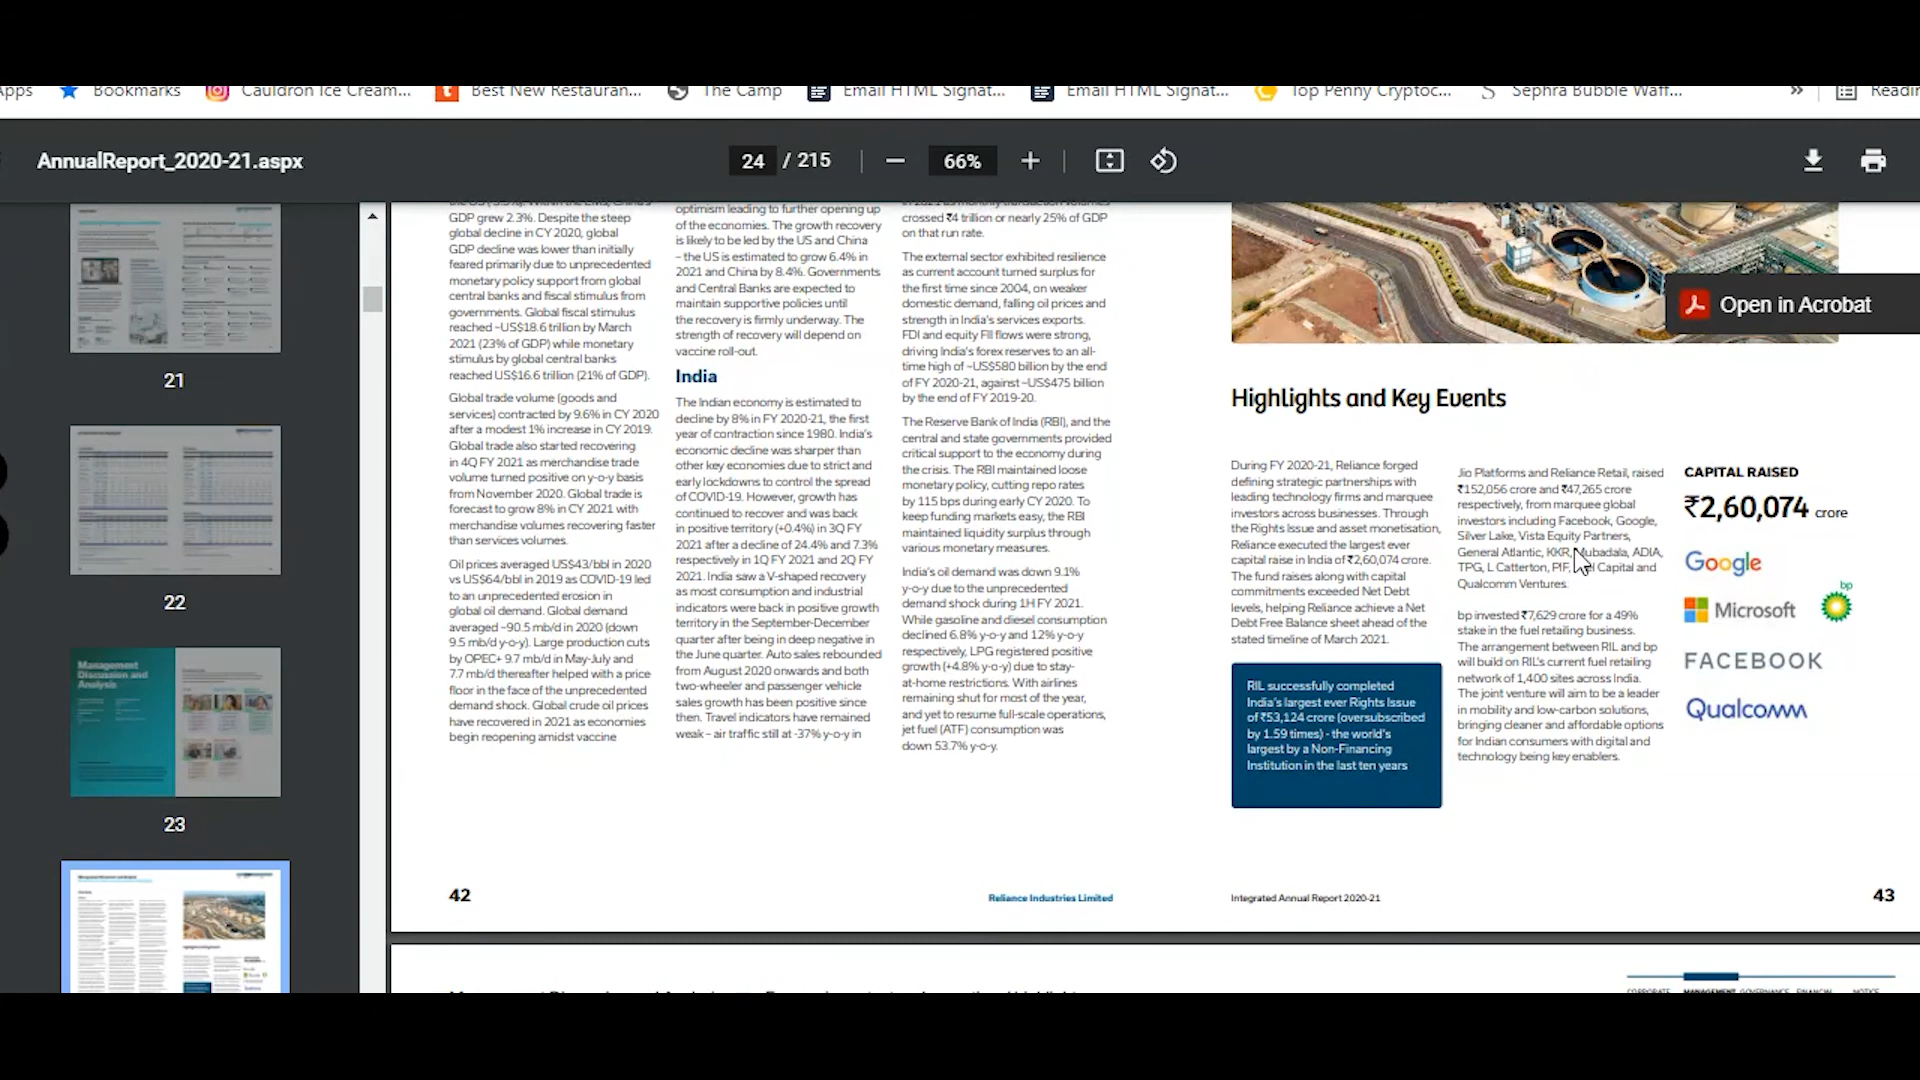 Apps
Bookmarks
Cauldron Ice Cream...
Best New Restauran...
The Camp
Email HTML Signat...
Email HTML Signat...
Top Penny Cryptoc...
Sephra Bubble Waff...
»
AnnualReport_2020-21.aspx
24 / 215
66%
Open in Acrobat
21
22
Management
Discussion and
Analysis
23
GDP grew 2.3%. Despite the steep
global decline in CY 2020, global
GDP decline was lower than initially
feared primarily due to unprecedented
monetary policy support from global
central banks and fiscal stimulus from
governments. Global fiscal stimulus
reached ~US$18.6 trillion by March
2021 (23% of GDP) while monetary
stimulus by global central banks
reached US$16.6 trillion (21% of GDP).
Global trade volume (goods and
services) contracted by 9.6% in CY 2020
after a modest 1% increase in CY 2019.
Global trade also started recovering
in 4Q FY 2021 as merchandise trade
volume turned positive on y-o-y basis
from November 2020. Global trade is
forecast to grow 8% in CY 2021 with
merchandise volumes recovering faster
than services volumes.
Oil prices averaged US$43/bbl in 2020
vs US$64/bbl in 2019 as COVID-19 led
to an unprecedented erosion in
global oil demand. Global demand
averaged ~90.5 mb/d in 2020 (down
9.5 mb/d y-o-y). Large production cuts
by OPEC+ 9.7 mb/d in May-July and
7.7 mb/d thereafter helped with a price
floor in the face of the unprecedented
demand shock. Global crude oil prices
have recovered in 2021 as economies
begin reopening amidst vaccine
optimism leading to further opening up
of the economies. The growth recovery
is likely to be led by the US and China
– the US is estimated to grow 6.4% in
2021 and China by 8.4%. Governments
and Central Banks are expected to
maintain supportive policies until
the recovery is firmly underway. The
strength of recovery will depend on
vaccine roll-out.
India
The Indian economy is estimated to
decline by 8% in FY 2020-21, the first
year of contraction since 1980. India's
economic decline was sharper than
other key economies due to strict and
early lockdowns to control the spread
of COVID-19. However, growth has
continued to recover and was back
in positive territory (+0.4%) in 3Q FY
2021 after a decline of 24.4% and 7.3%
respectively in 1Q FY 2021 and 2Q FY
2021. India saw a V-shaped recovery
as most consumption and industrial
indicators were back in positive growth
territory in the September-December
quarter after being in deep negative in
the June quarter. Auto sales rebounded
from August 2020 onwards and both
two-wheeler and passenger vehicle
sales growth has been positive since
then. Travel indicators have remained
weak – air traffic still at -37% y-o-y in
crossed ₹4 trillion or nearly 25% of GDP
on that run rate.
The external sector exhibited resilience
as current account turned surplus for
the first time since 2004, on weaker
domestic demand, falling oil prices and
strength in India's services exports.
FDI and equity FII flows were strong,
driving India's forex reserves to an all-
time high of ~US$580 billion by the end
of FY 2020-21, against ~US$475 billion
by the end of FY 2019-20.
The Reserve Bank of India (RBI), and the
central and state governments provided
critical support to the economy during
the crisis. The RBI maintained loose
monetary policy, cutting repo rates
by 115 bps during early CY 2020. To
keep funding markets easy, the RBI
maintained liquidity surplus through
various monetary measures.
India's oil demand was down 9.1%
y-o-y due to the unprecedented
demand shock during 1H FY 2021.
While gasoline and diesel consumption
declined 6.8% y-o-y and 12% y-o-y
respectively, LPG registered positive
growth (+4.8% y-o-y) due to stay-
at-home restrictions. With airlines
remaining shut for most of the year,
and yet to resume full-scale operations,
jet fuel (ATF) consumption was
down 53.7% y-o-y.
42
Reliance Industries Limited
Highlights and Key Events
During FY 2020-21, Reliance forged
defining strategic partnerships with
leading technology firms and marquee
investors across businesses. Through
the Rights Issue and asset monetisation,
Reliance executed the largest ever
capital raise in India of ₹2,60,074 crore.
The fund raises along with capital
commitments exceeded Net Debt
levels, helping Reliance achieve a Net
Debt Free Balance sheet ahead of the
stated timeline of March 2021.
RIL successfully completed
India's largest ever Rights Issue
of ₹53,124 crore (oversubscribed
by 1.59 times) - the world's
largest by a Non-Financing
Institution in the last ten years
Jio Platforms and Reliance Retail, raised
₹152,056 crore and ₹47,265 crore
respectively, from marquee global
investors including Facebook, Google,
Silver Lake, Vista Equity Partners,
General Atlantic, KKR, Mubadala, ADIA,
TPG, L Catterton, PIF, Capital and
Qualcomm Ventures.
bp invested ₹7,629 crore for a 49%
stake in the fuel retailing business.
The arrangement between RIL and bp
will build on RIL's current fuel retailing
network of 1,400 sites across India.
The joint venture will aim to be a leader
in mobility and low-carbon solutions,
bringing cleaner and affordable options
for Indian consumers with digital and
technology being key enablers.
CAPITAL RAISED
₹2,60,074 crore
Google
Microsoft
bp
FACEBOOK
Qualcomm
Integrated Annual Report 2020-21
43